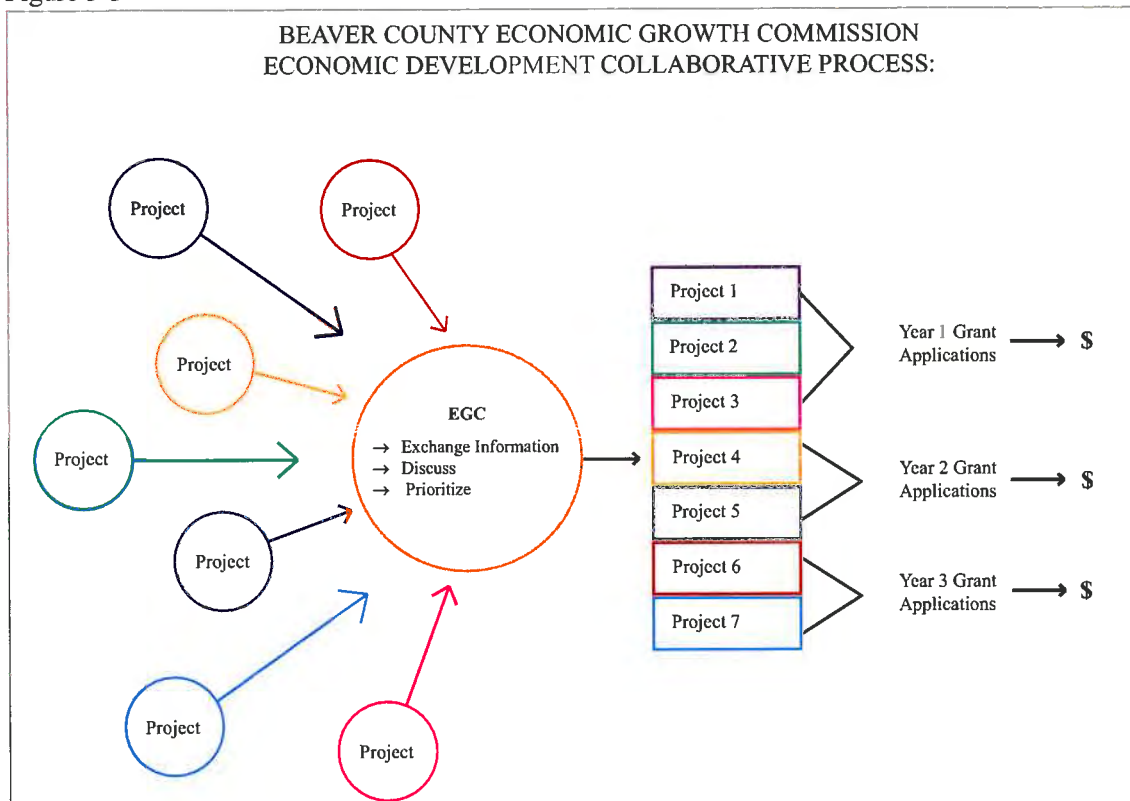 BEAVER COUNTY ECONOMIC GROWTH COMMISSION
ECONOMIC DEVELOPMENT COLLABORATIVE PROCESS:
Project
Project
Project
Project
Project
Project
Project
EGC
→ Exchange Information
→ Discuss
→ Prioritize
Project 1
Project 2
Project 3
Project 4
Project 5
Project 6
Project 7
Year 1 Grant
Applications
$
Year 2 Grant
Applications
$
Year 3 Grant
Applications
$